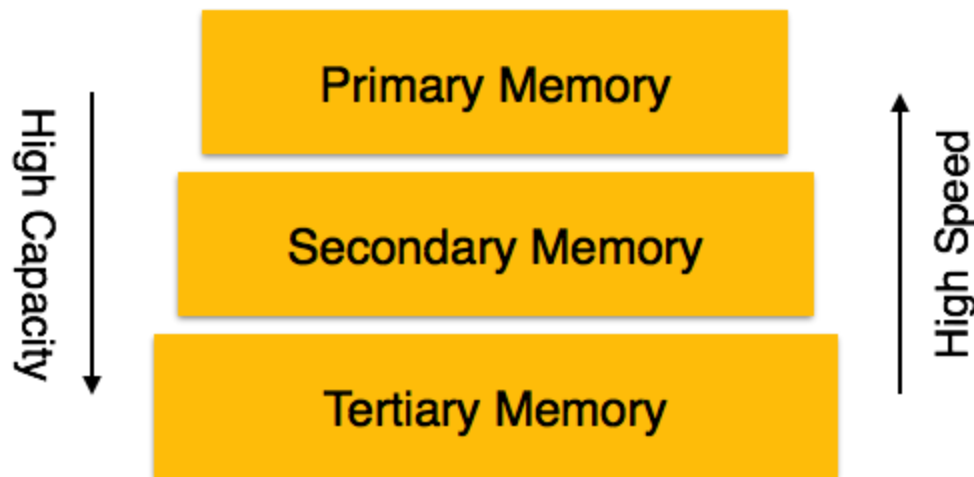 Primary Memory
High Capacity
High Speed
Secondary Memory
Tertiary Memory